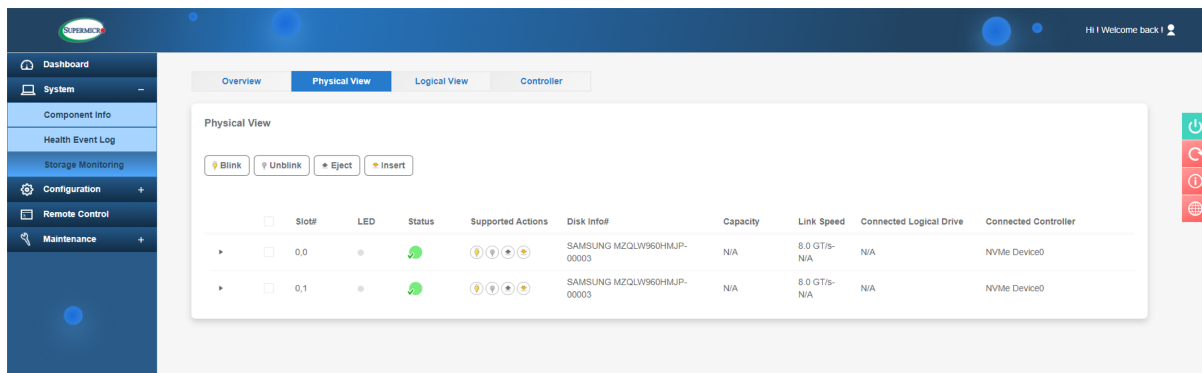 SUPERMICR
Hi ! Welcome back !
Dashboard
System −
Component Info
Health Event Log
Storage Monitoring
Configuration +
Remote Control
Maintenance +
Overview Physical View Logical View Controller
Physical View
Blink Unblink Eject Insert
Slot# LED Status Supported Actions Disk Info# Capacity Link Speed Connected Logical Drive Connected Controller
0,0 SAMSUNG MZQLW960HMJP- N/A 8.0 GT/s- N/A NVMe Device0
00003 N/A
0,1 SAMSUNG MZQLW960HMJP- N/A 8.0 GT/s- N/A NVMe Device0
00003 N/A